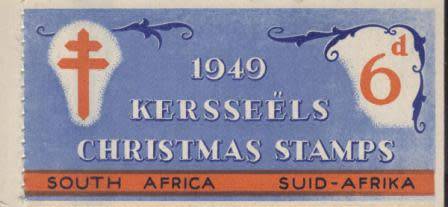 1949
6d
KERSSEËLS
CHRISTMAS STAMPS
SOUTH AFRICA SUID-AFRIKA